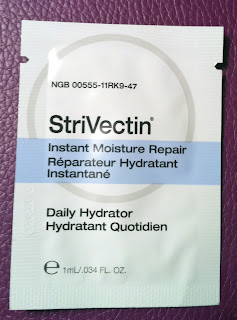 NGB 00555-11RK9-47
StriVectin®
Instant Moisture Repair
Réparateur Hydratant
Instantané
Daily Hydrator
Hydratant Quotidien
℮ 1mL/.034 FL. OZ.